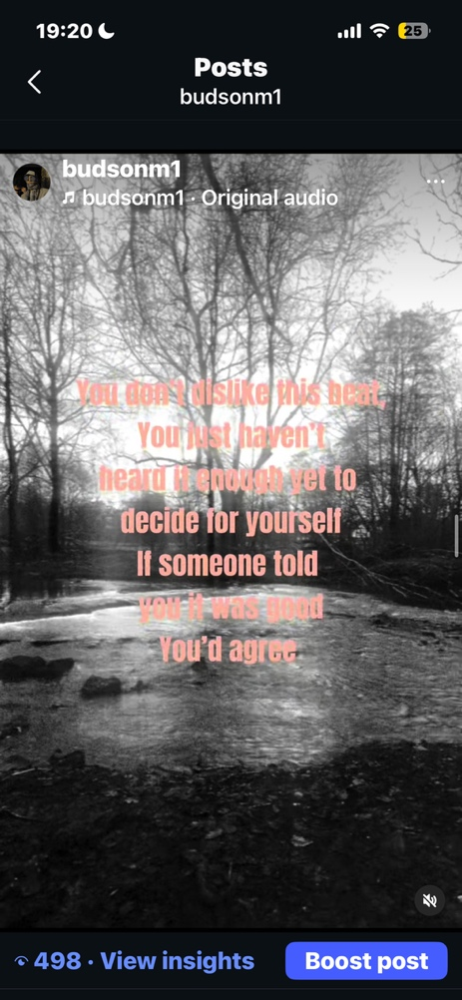 19:20
25
Posts
budsonm1
budsonm1
budsonm1 · Original audio
You don't dislike this beat,
You just haven't
heard it enough yet to
decide for yourself
If someone told
you it was good
You'd agree
498 · View insights
Boost post